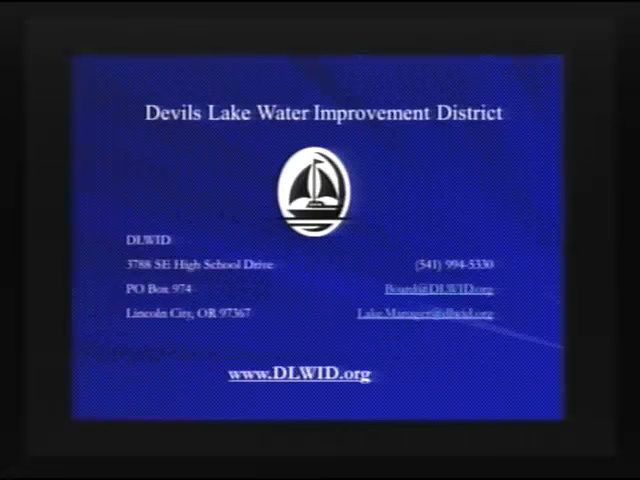 Devils Lake Water Improvement District
DLWID
3788 SE High School Drive
(541) 994-5330
PO Box 974
Board@DLWID.org
Lincoln City, OR 97367
Lake.Manager@dlwid.org
www.DLWID.org